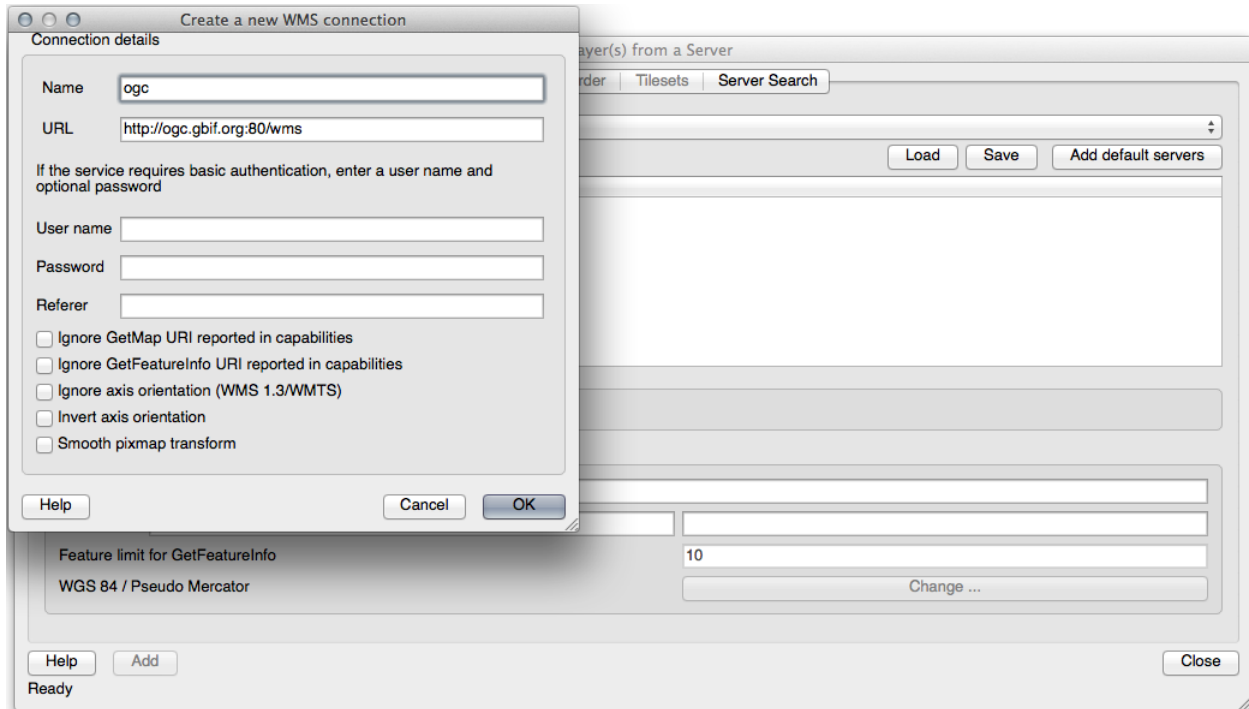 Create a new WMS connection
Connection details
Name ogc
URL http://ogc.gbif.org:80/wms
If the service requires basic authentication, enter a user name and
optional password
User name
Password
Referer
Ignore GetMap URI reported in capabilities
Ignore GetFeatureInfo URI reported in capabilities
Ignore axis orientation (WMS 1.3/WMTS)
Invert axis orientation
Smooth pixmap transform
Help Cancel OK
from a Server
Tilesets Server Search
Load Save Add default servers
Feature limit for GetFeatureInfo 10
WGS 84 / Pseudo Mercator Change ...
Help Add Close
Ready